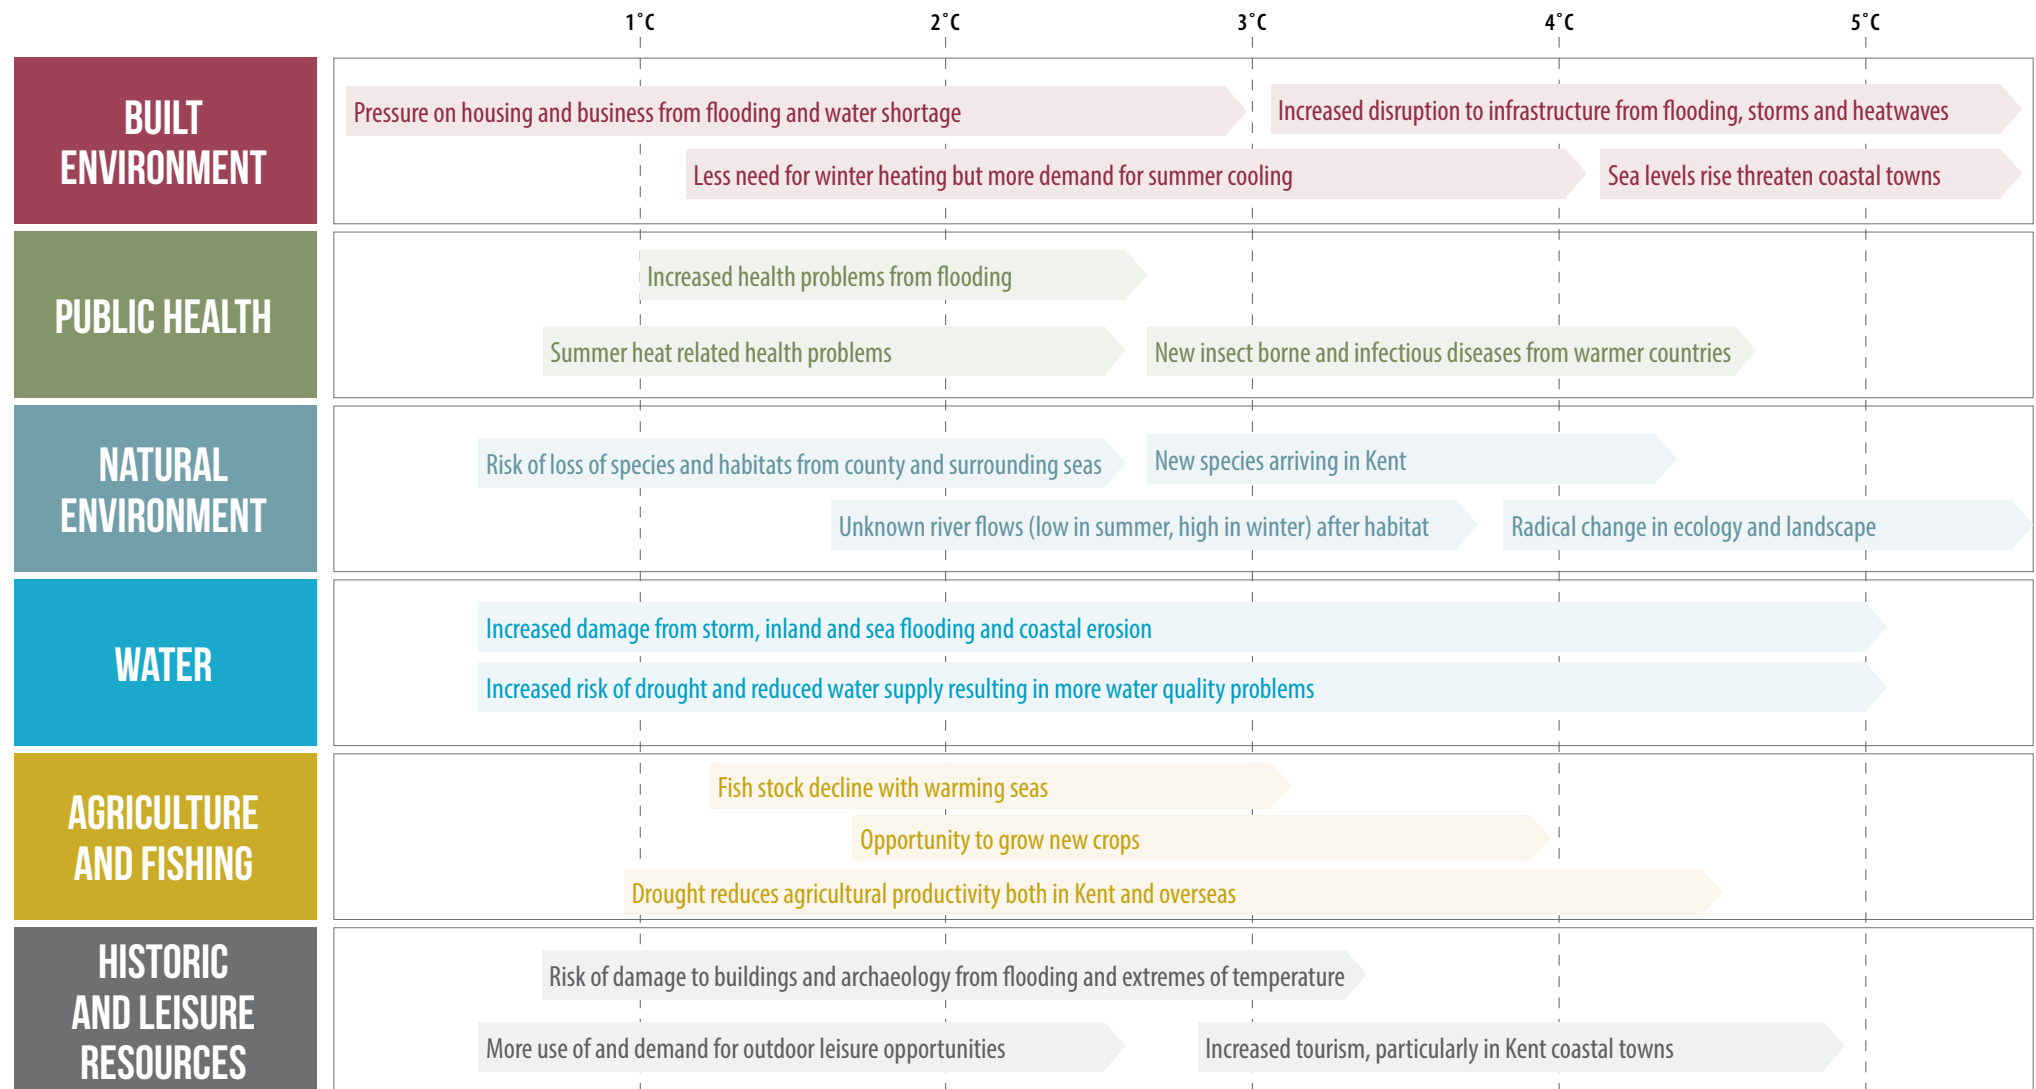 1˚C 2˚C 3˚C 4˚C 5˚C
BUILT
ENVIRONMENT
Pressure on housing and business from flooding and water shortage
Increased disruption to infrastructure from flooding, storms and heatwaves
Less need for winter heating but more demand for summer cooling
Sea levels rise threaten coastal towns
PUBLIC HEALTH
Increased health problems from flooding
Summer heat related health problems
New insect borne and infectious diseases from warmer countries
NATURAL
ENVIRONMENT
Risk of loss of species and habitats from county and surrounding seas
New species arriving in Kent
Unknown river flows (low in summer, high in winter) after habitat
Radical change in ecology and landscape
WATER
Increased damage from storm, inland and sea flooding and coastal erosion
Increased risk of drought and reduced water supply resulting in more water quality problems
AGRICULTURE
AND FISHING
Fish stock decline with warming seas
Opportunity to grow new crops
Drought reduces agricultural productivity both in Kent and overseas
HISTORIC
AND LEISURE
RESOURCES
Risk of damage to buildings and archaeology from flooding and extremes of temperature
More use of and demand for outdoor leisure opportunities
Increased tourism, particularly in Kent coastal towns